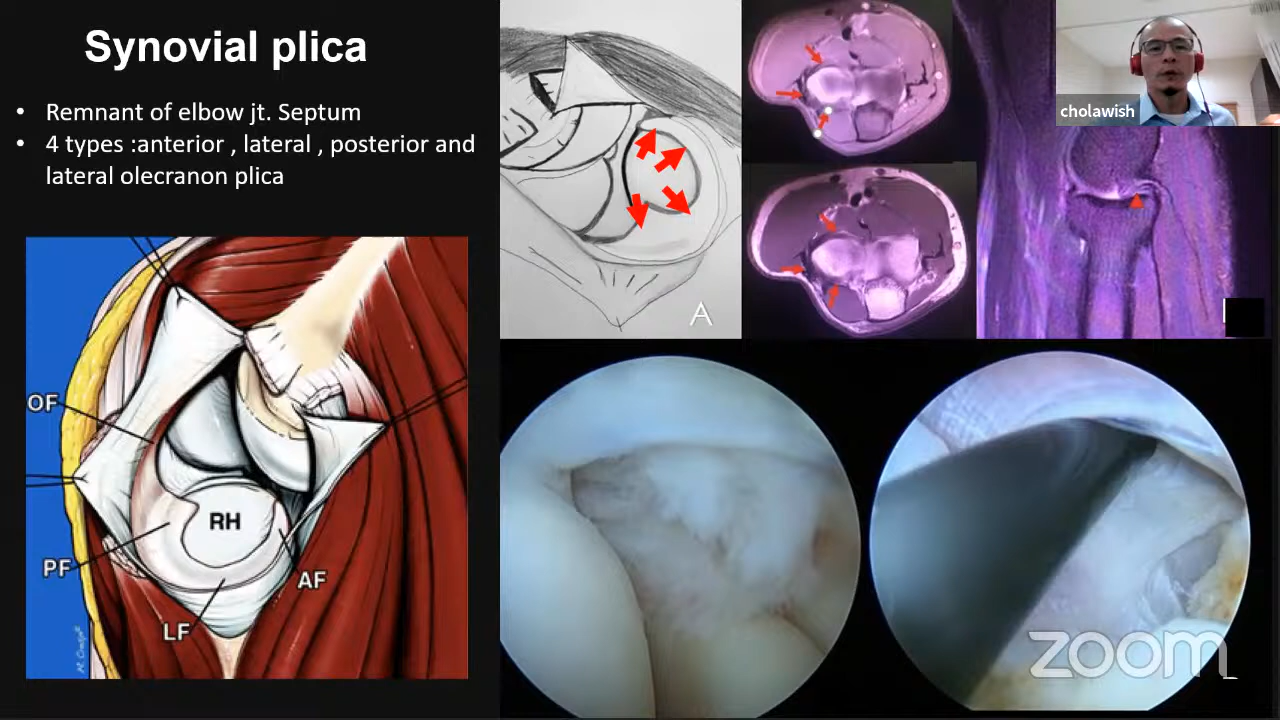 Synovial plica
• Remnant of elbow jt. Septum
• 4 types :anterior , lateral , posterior and
lateral olecranon plica
OF
RH
PF
AF
LF
A
cholawish
zoom